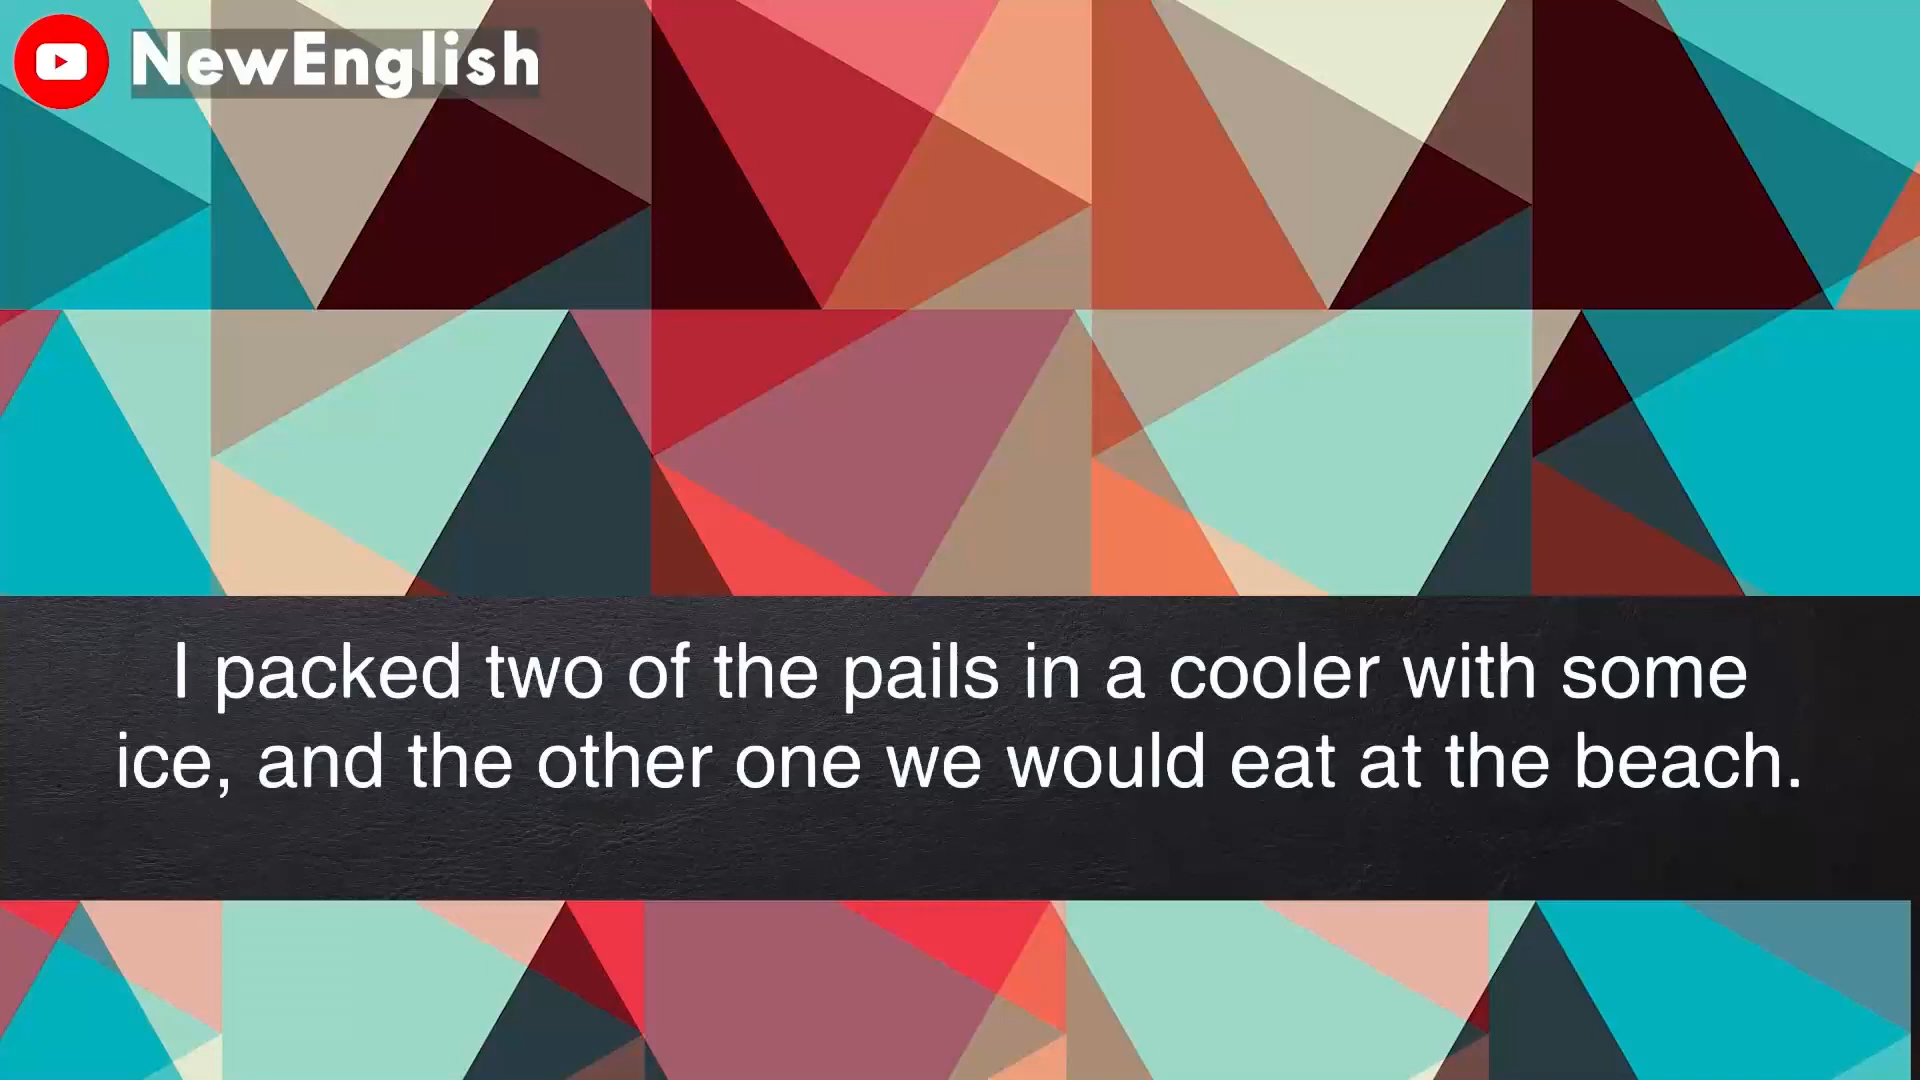 NewEnglish
I packed two of the pails in a cooler with some
ice, and the other one we would eat at the beach.